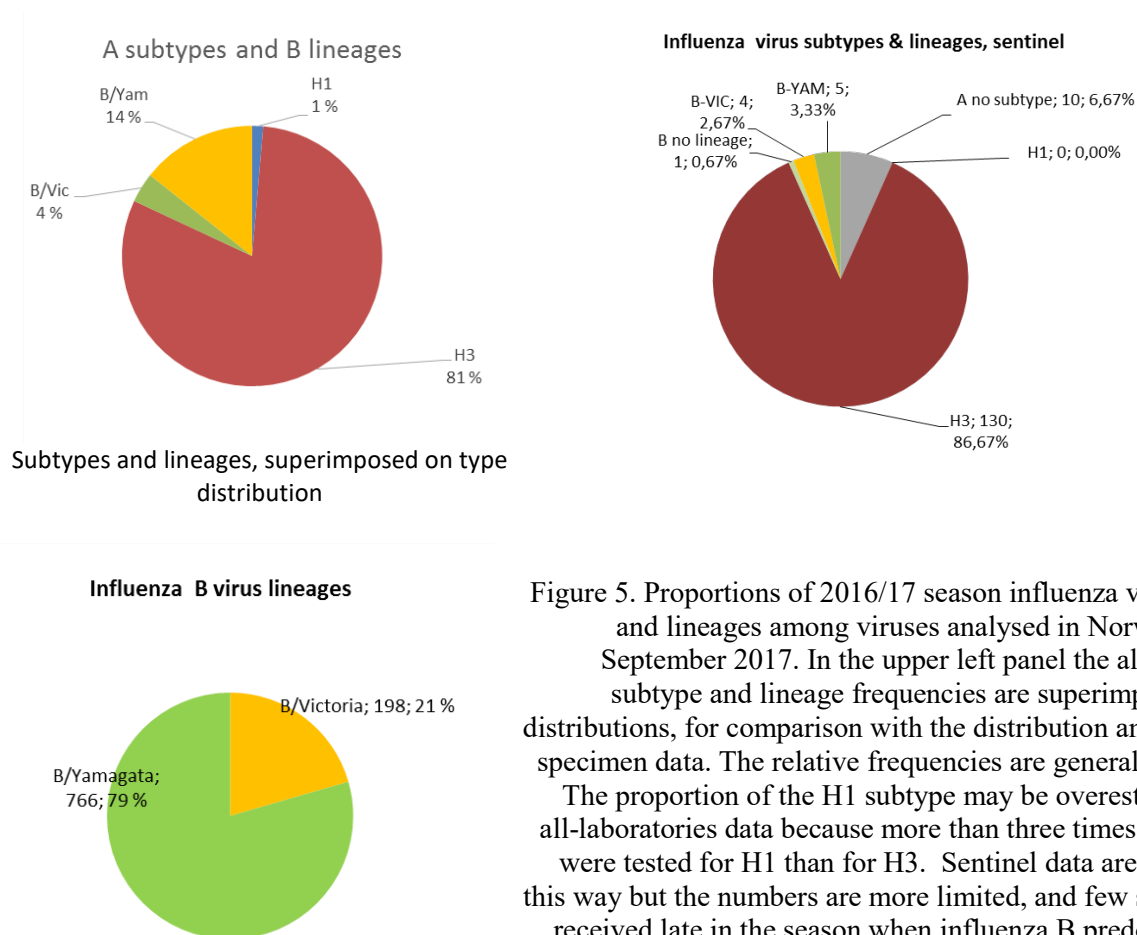 A subtypes and B lineages
H1
1 %
B/Yam
14 %
B/Vic
4 %
H3
81 %
Subtypes and lineages, superimposed on type
distribution
Influenza virus subtypes & lineages, sentinel
B-YAM; 5;
3,33%
B-VIC; 4;
2,67%
B no lineage;
1; 0,67%
A no subtype; 10; 6,67%
H1; 0; 0,00%
H3; 130;
86,67%
Influenza B virus lineages
B/Victoria; 198; 21 %
B/Yamagata;
766; 79 %
Figure 5. Proportions of 2016/17 season influenza
and lineages among viruses analysed in
September 2017. In the upper left panel the
subtype and lineage frequencies are
distributions, for comparison with the distribution
specimen data. The relative frequencies are
The proportion of the H1 subtype may be
all-laboratories data because more than three times
were tested for H1 than for H3. Sentinel data are
this way but the numbers are more limited, and few
received late in the season when influenza B